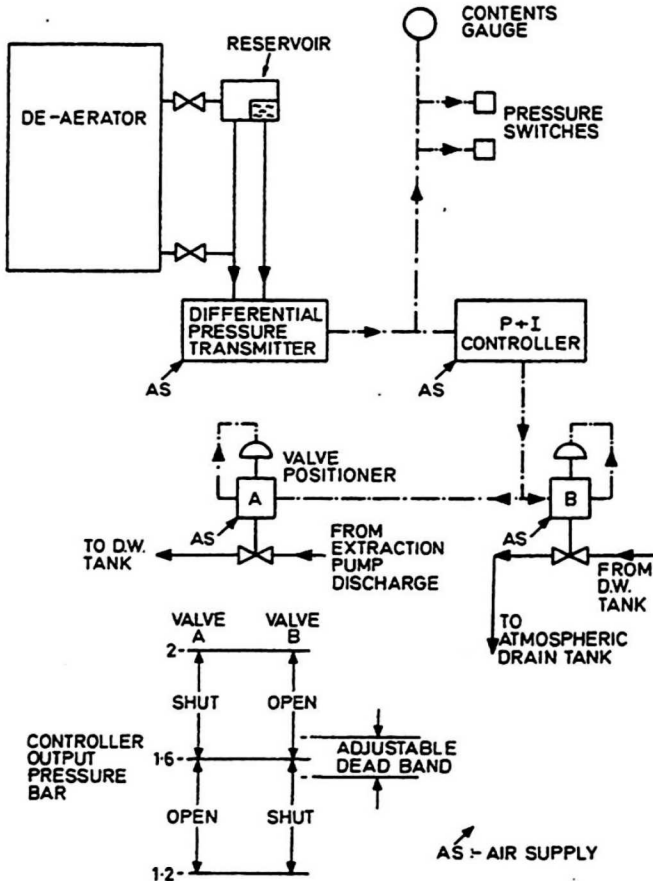 CONTENTS
GAUGE
RESERVOIR
DE-AERATOR
PRESSURE
SWITCHES
DIFFERENTIAL
PRESSURE
TRANSMITTER
P+I
CONTROLLER
AS
AS
VALVE
POSITIONER
A
B
AS
AS
TO D.W.
TANK
FROM
EXTRACTION
PUMP
DISCHARGE
FROM
D.W.
TANK
TO
ATMOSPHERIC
DRAIN TANK
VALVE
A
VALVE
B
2
SHUT
OPEN
CONTROLLER
OUTPUT
PRESSURE
BAR
1·6
ADJUSTABLE
DEAD BAND
OPEN
SHUT
1·2
AS :- AIR SUPPLY